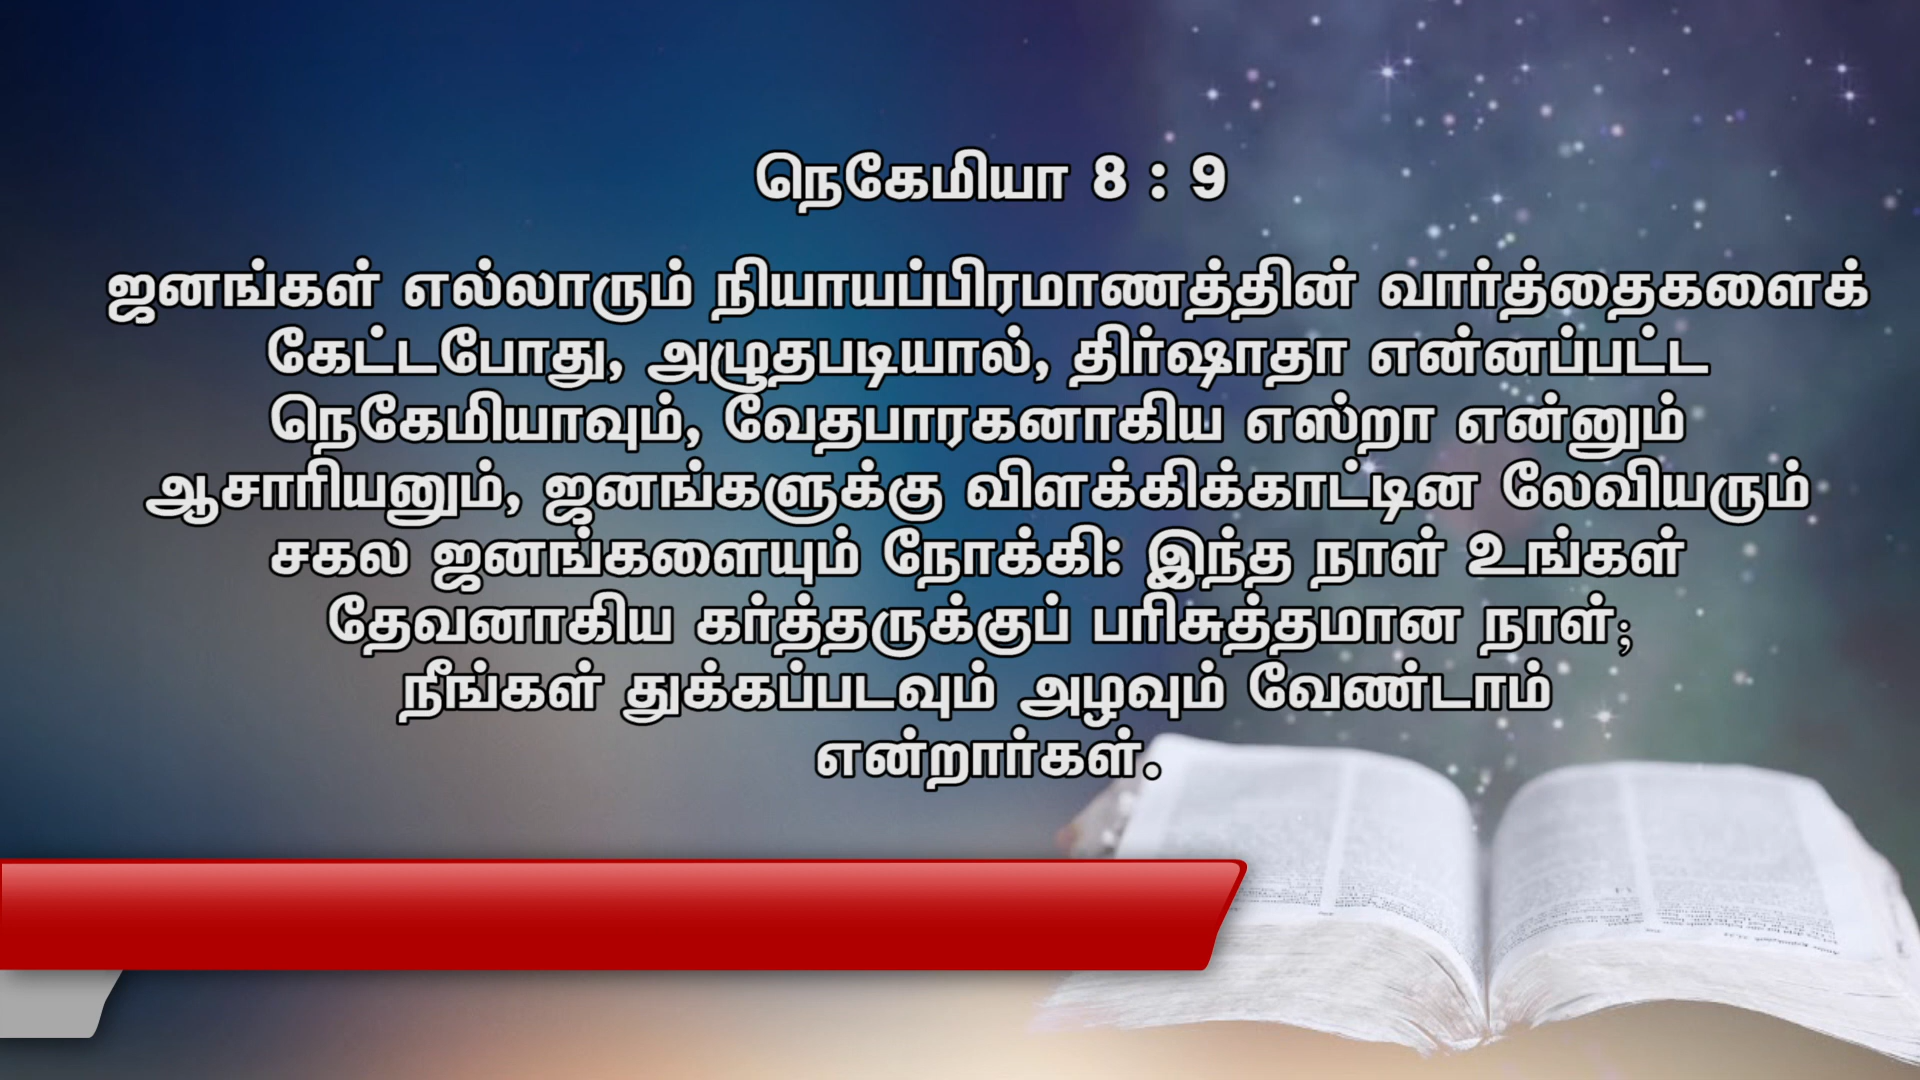 நெகேமியா 8 : 9
ஜனங்கள் எல்லாரும் நியாயப்பிரமாணத்தின் வார்த்தைகளைக்
கேட்டபோது, அழுதபடியால், திர்ஷாதா என்னப்பட்ட
நெகேமியாவும், வேதபாரகனாகிய எஸ்றா என்னும்
ஆசாரியனும், ஜனங்களுக்கு விளக்கிக்காட்டின லேவியரும்
சகல ஜனங்களையும் நோக்கி: இந்த நாள் உங்கள்
தேவனாகிய கர்த்தருக்குப் பரிசுத்தமான நாள்;
நீங்கள் துக்கப்படவும் அழவும் வேண்டாம்
என்றார்கள்.